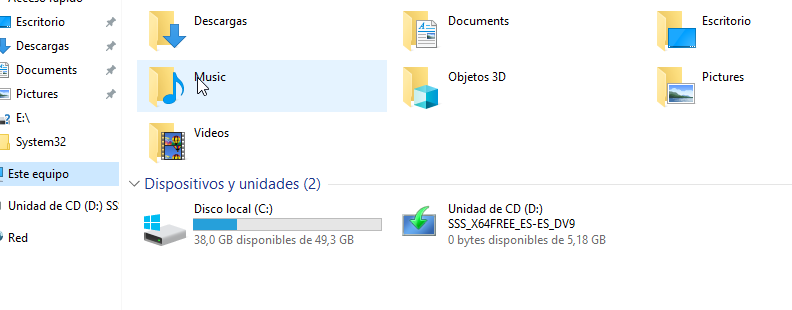 Acceso rápido
Escritorio
Descargas
Documents
Pictures
E:\
System32
Este equipo
Unidad de CD (D:) SS
Red
Descargas
Documents
Escritorio
Music
Objetos 3D
Pictures
Videos
Dispositivos y unidades (2)
Disco local (C:)
38,0 GB disponibles de 49,3 GB
Unidad de CD (D:)
SSS_X64FREE_ES-ES_DV9
0 bytes disponibles de 5,18 GB